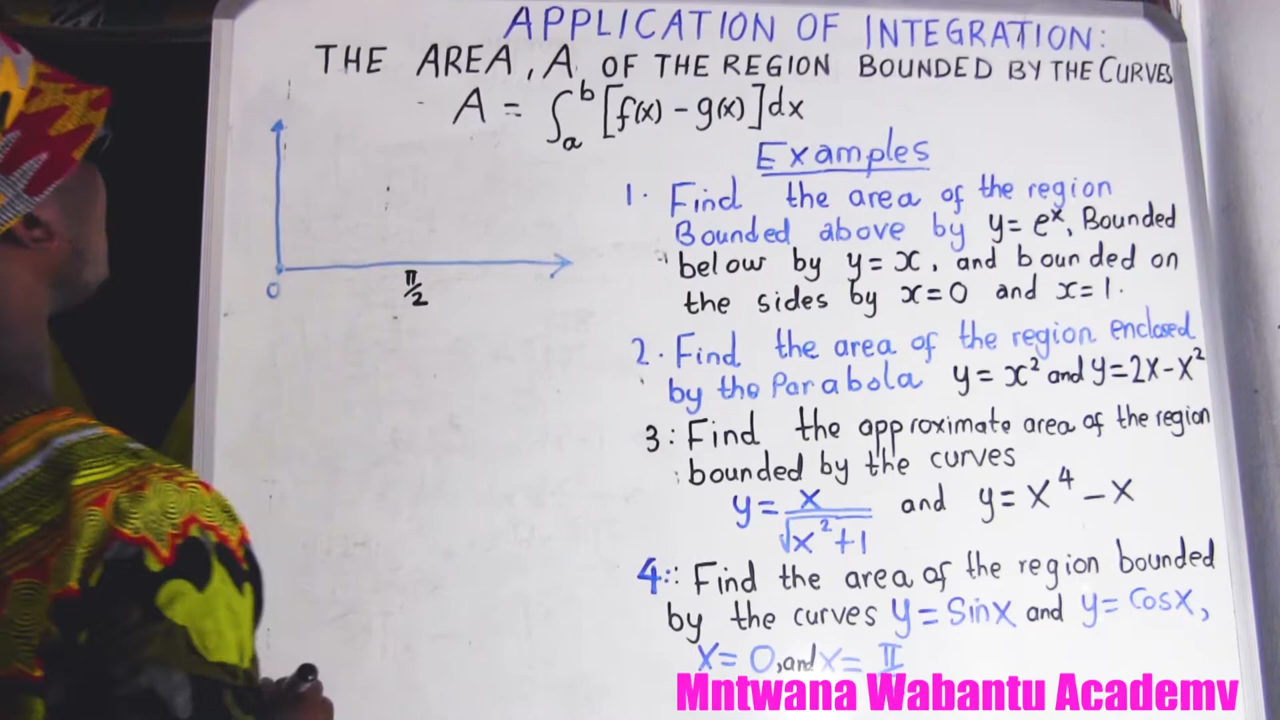 APPLICATION OF INTEGRATION:
THE AREA, A, OF THE REGION BOUNDED BY THE CURVES
A = ∫ₐᵇ [f(x) - g(x)]dx
Examples
1. Find the area of the region
Bounded above by y = eˣ, Bounded
below by y = x, and bounded on
the sides by x=0 and x=1.
0
π/2
2. Find the area of the region enclosed
by the Parabola y = x² and y=2x-x²
3: Find the approximate area of the region
bounded by the curves
y = x/√x²+1 and y = x⁴ - x
4:: Find the area of the region bounded
by the curves y = Sinx and y = Cosx,
x = 0, and x = π
Mntwana Wabantu Academy